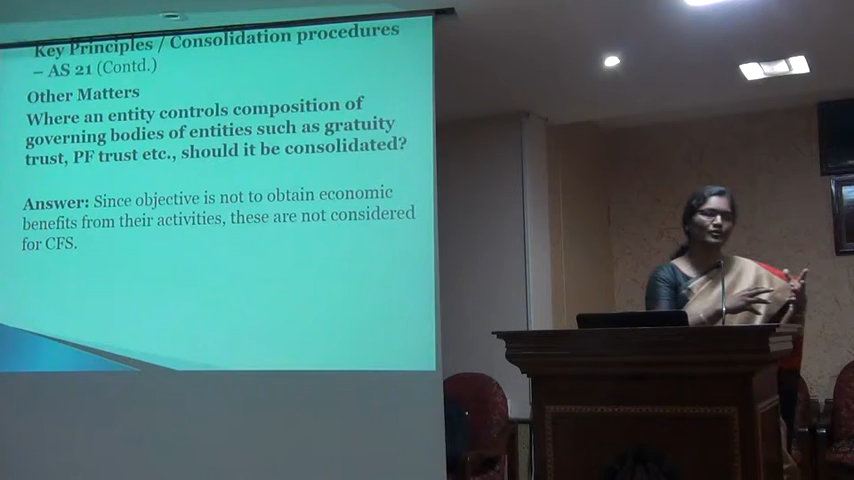 Key Principles / Consolidation procedures
– AS 21 (Contd.)
Other Matters
Where an entity controls composition of
governing bodies of entities such as gratuity
trust, PF trust etc., should it be consolidated?
Answer: Since objective is not to obtain economic
benefits from their activities, these are not considered
for CFS.